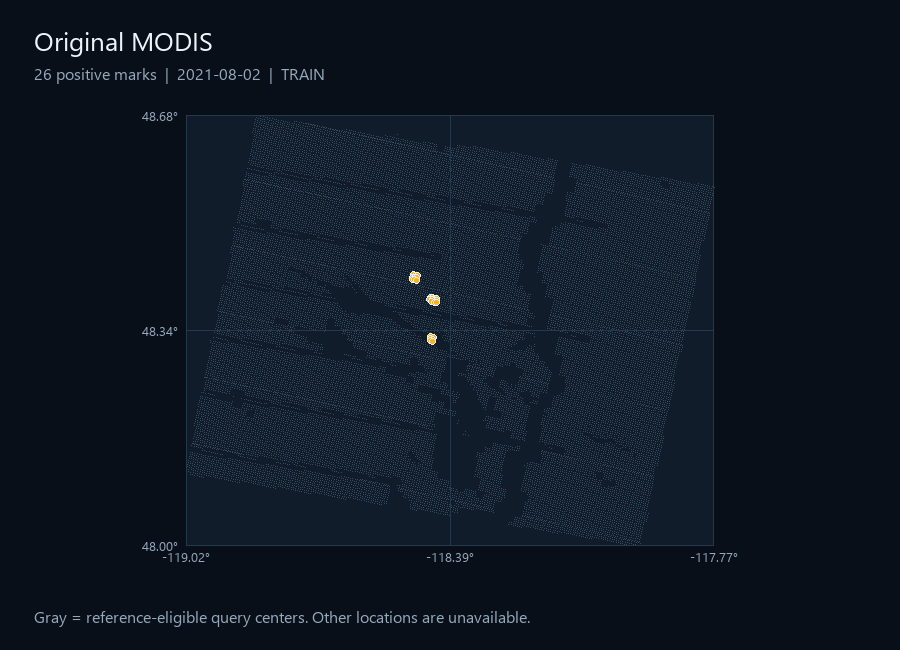 Original MODIS
26 positive marks | 2021-08-02 | TRAIN
48.68°
48.34°
48.00°
-119.02°
-118.39°
-117.77°
Gray = reference-eligible query centers. Other locations are unavailable.